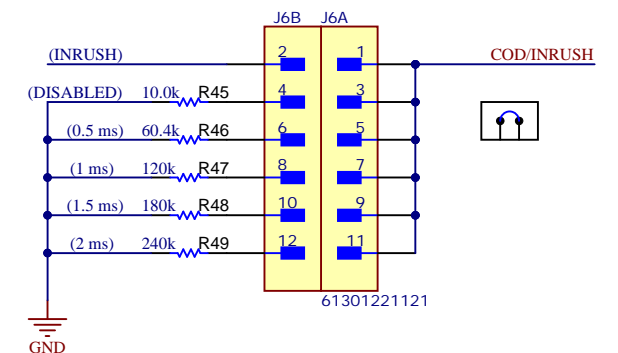 J6B J6A
(INRUSH) 2 1 COD/INRUSH
(DISABLED) 10.0k R45 4 3
(0.5 ms) 60.4k R46 6 5
(1 ms) 120k R47 8 7
(1.5 ms) 180k R48 10 9
(2 ms) 240k R49 12 11
61301221121
GND